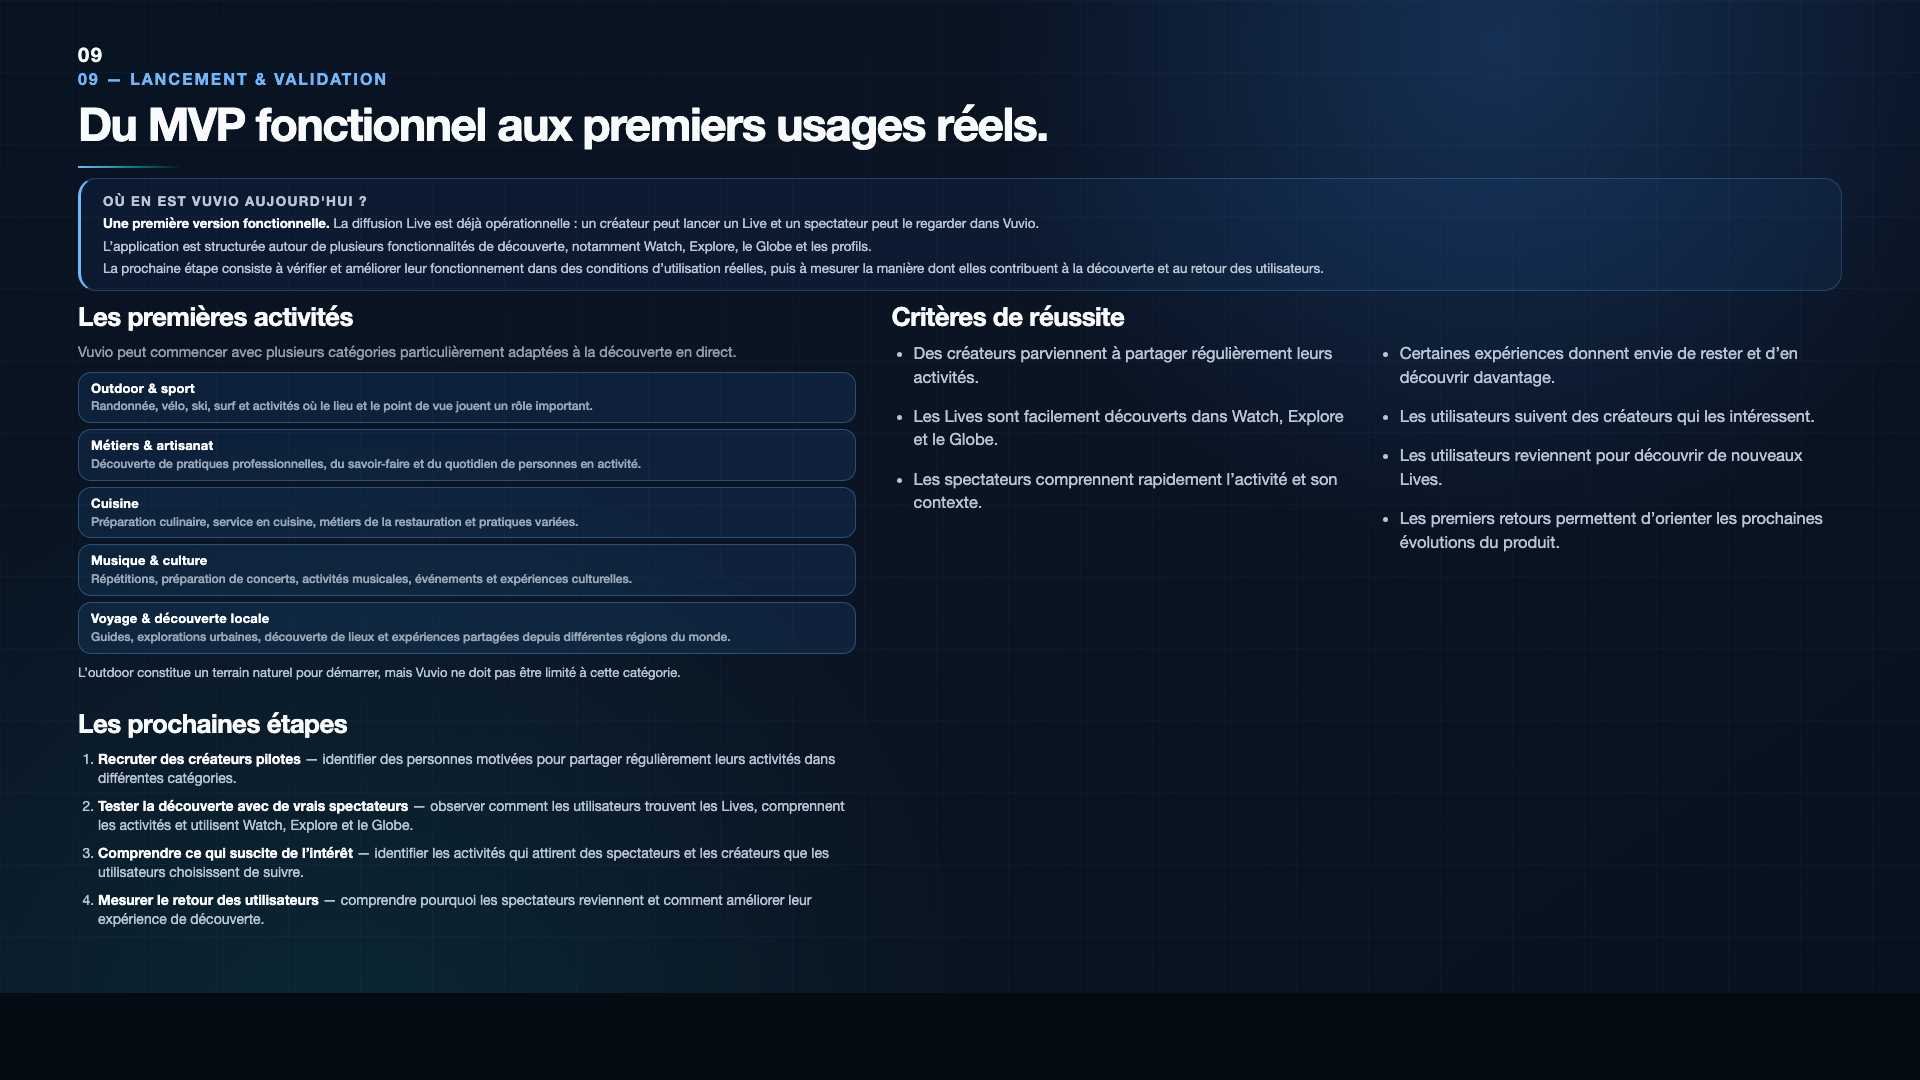 09
09 — LANCEMENT & VALIDATION
Du MVP fonctionnel aux premiers usages réels.
OÙ EN EST VUVIO AUJOURD'HUI ?
Une première version fonctionnelle. La diffusion Live est déjà opérationnelle : un créateur peut lancer un Live et un spectateur peut le regarder dans Vuvio.
L’application est structurée autour de plusieurs fonctionnalités de découverte, notamment Watch, Explore, le Globe et les profils.
La prochaine étape consiste à vérifier et améliorer leur fonctionnement dans des conditions d’utilisation réelles, puis à mesurer la manière dont elles contribuent à la découverte et au retour des utilisateurs.
Les premières activités
Vuvio peut commencer avec plusieurs catégories particulièrement adaptées à la découverte en direct.
Outdoor & sport
Randonnée, vélo, ski, surf et activités où le lieu et le point de vue jouent un rôle important.
Métiers & artisanat
Découverte de pratiques professionnelles, du savoir-faire et du quotidien de personnes en activité.
Cuisine
Préparation culinaire, service en cuisine, métiers de la restauration et pratiques variées.
Musique & culture
Répétitions, préparation de concerts, activités musicales, événements et expériences culturelles.
Voyage & découverte locale
Guides, explorations urbaines, découverte de lieux et expériences partagées depuis différentes régions du monde.
L’outdoor constitue un terrain naturel pour démarrer, mais Vuvio ne doit pas être limité à cette catégorie.
Les prochaines étapes
1. Recruter des créateurs pilotes — identifier des personnes motivées pour partager régulièrement leurs activités dans
différentes catégories.
2. Tester la découverte avec de vrais spectateurs — observer comment les utilisateurs trouvent les Lives, comprennent
les activités et utilisent Watch, Explore et le Globe.
3. Comprendre ce qui suscite de l’intérêt — identifier les activités qui attirent des spectateurs et les créateurs que les
utilisateurs choisissent de suivre.
4. Mesurer le retour des utilisateurs — comprendre pourquoi les spectateurs reviennent et comment améliorer leur
expérience de découverte.
Critères de réussite
• Des créateurs parviennent à partager régulièrement leurs
activités.
• Les Lives sont facilement découverts dans Watch, Explore
et le Globe.
• Les spectateurs comprennent rapidement l’activité et son
contexte.
• Certaines expériences donnent envie de rester et d’en
découvrir davantage.
• Les utilisateurs suivent des créateurs qui les intéressent.
• Les utilisateurs reviennent pour découvrir de nouveaux
Lives.
• Les premiers retours permettent d’orienter les prochaines
évolutions du produit.